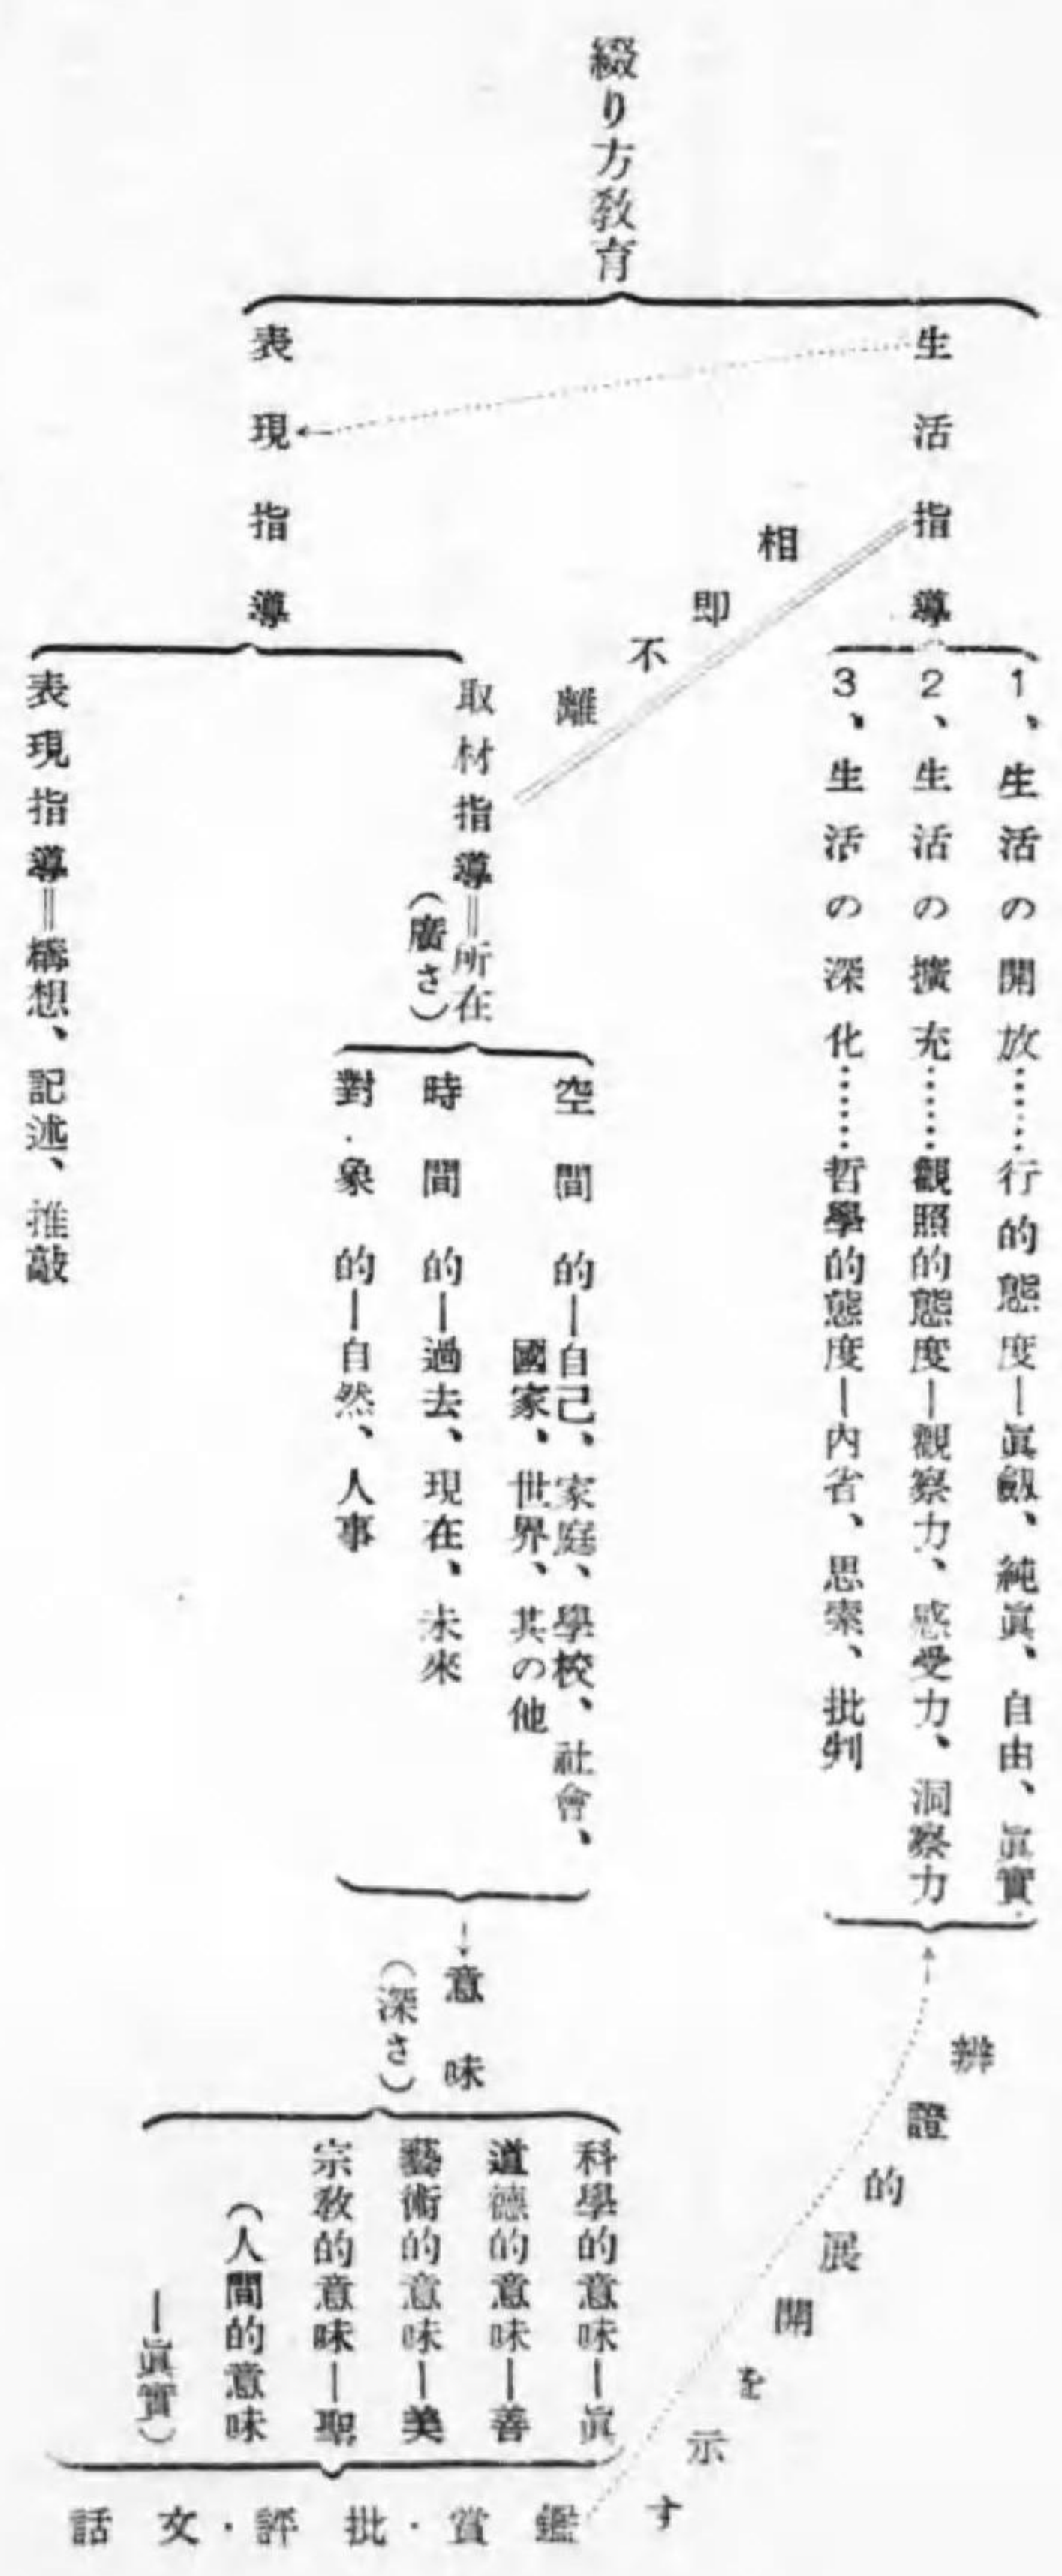 綴り方敎育
生活指導
1、生活の開放……行的態度—眞劔、純眞、自由、眞實
2、生活の擴充……觀照的態度—觀察力、感受力、洞察力
3、生活の深化……哲學的態度—內省、思索、批判
相卽不離
表現指導
取材指導＝所在
（廣さ）
空間的—自己、家庭、學校、社會、
國家、世界、其の他
時間的—過去、現在、未來
對象的—自然、人事
意味
（深さ）
科學的意味—眞
道德的意味—善
藝術的意味—美
宗敎的意味—聖
（人間的意味
—眞實）
鑑賞・批評・文話
辨證的展開を示す
表現指導＝構想、記述、推敲